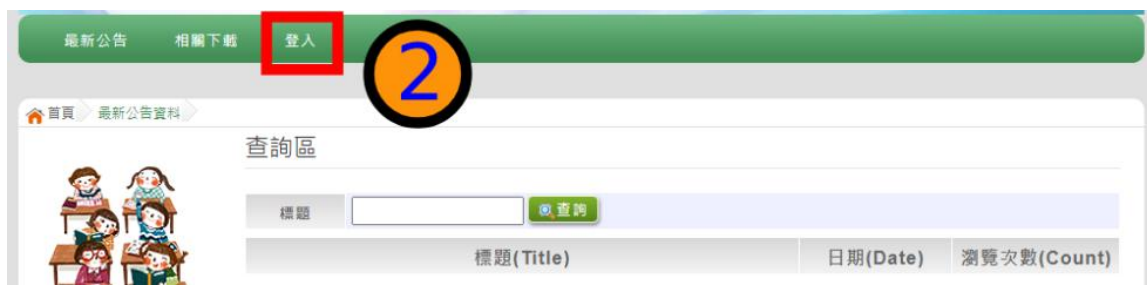 最新公告 相關下載 登入
2
首頁 最新公告資料
查詢區
標題 查詢
標題(Title) 日期(Date) 瀏覽次數(Count)